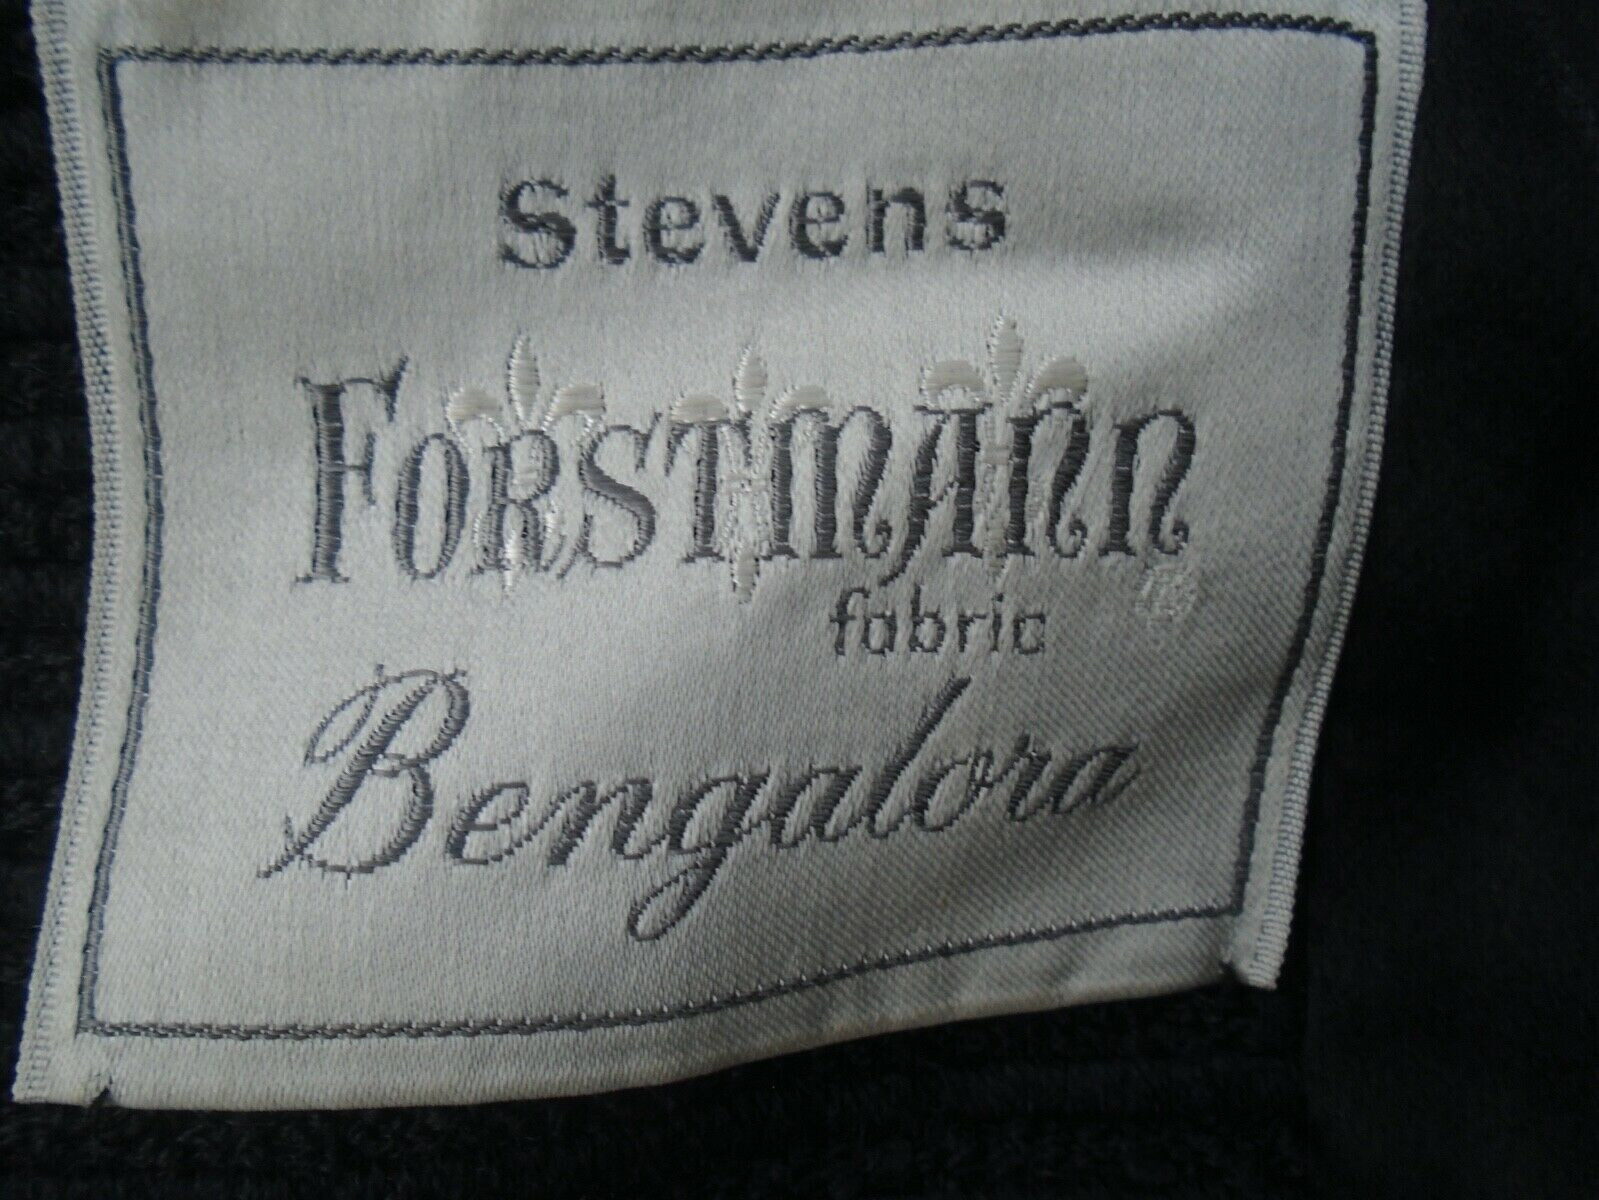 Stevens
FORSTMANN ®
fabric
Bengalora